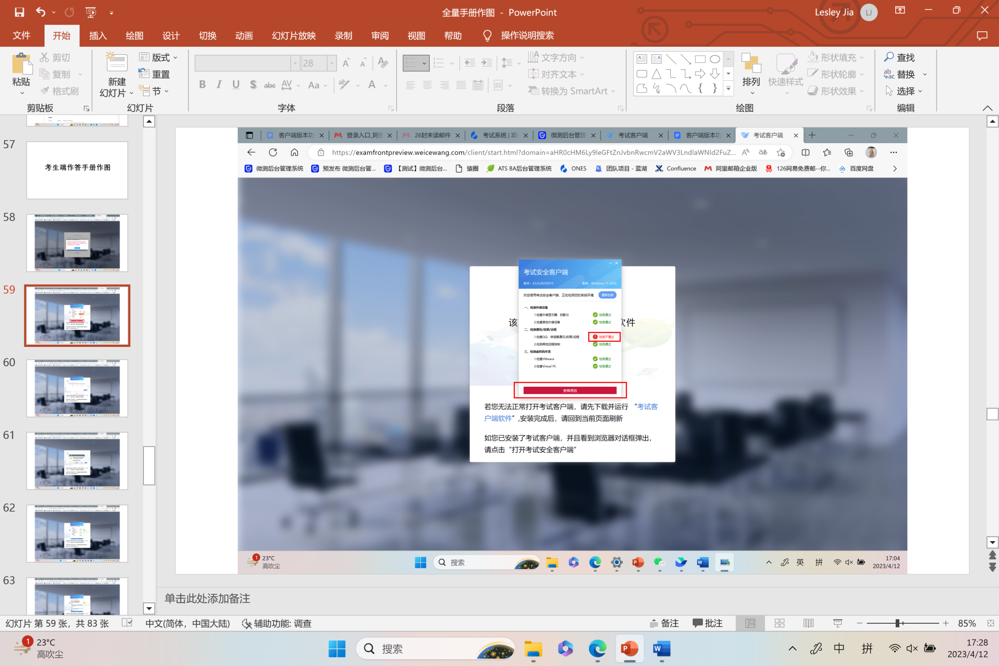 全量手册作图 - PowerPoint
Lesley Jia
LJ
文件 开始 插入 绘图 设计 切换 动画 幻灯片放映 录制 审阅 视图 帮助 操作说明搜索
粘贴
剪切
复制
格式刷
剪贴板
新建
幻灯片
版式
重置
节
幻灯片
28
B I U S abc AV Aa A
字体
文字方向
对齐文本
转换为 SmartArt
段落
排列
快速样式
形状填充
形状轮廓
形状效果
绘图
查找
替换
选择
编辑
57
考生端作答手册作图
58
59
60
61
62
63
客户端版本功
登录入口_阿里
26封未读邮件
考试系统 | 项
微测后台管理
考试客户端
客户端版本功
考试客户端
https://examfrontpreview.weicewang.com/client/start.html?domain=aHR0cHM6Ly9leGFtZnJvbnRwcmV2aWV3LndlaWNld2FuZ...
微测后台管理系统
预发布 微测后台管...
【测试】微测后台...
猿圈
ATS BA后台管理系统
ONES
团队项目 - 蓝湖
Confluence
阿里邮箱企业版
126网易免费邮--你...
百度网盘
考试安全客户端
版本：4.5.6.20230315
系统：Windows 11 22H2
欢迎使用考试安全客户端，正在检测您的系统环境 重新检测
一、检测外接设备
1.检查外接显示器、投影仪 检测通过
2.检查其他外接设备 检测通过
该 软件
二、检测通讯/投屏/远程
1.检查QQ、微信等通讯/投屏/远程 检测不通过
2.检测其他远程控制 检测通过
三、检测虚拟机作答
1.检查VMware 检测通过
2.检查Virtual PC 检测通过
查看原因
若您无法正常打开考试客户端，请先下载并运行 “考试客
户端软件”,安装完成后，请回到当前页面刷新
如您已安装了考试客户端，并且看到浏览器对话框弹出，
请点击“打开考试安全客户端”
1
23°C
高吹尘
搜索
英 拼
17:04
2023/4/12
单击此处添加备注
幻灯片 第 59 张，共 83 张
中文(简体，中国大陆)
辅助功能: 调查
备注
批注
85%
1
23°C
高吹尘
搜索
中 拼
17:28
2023/4/12